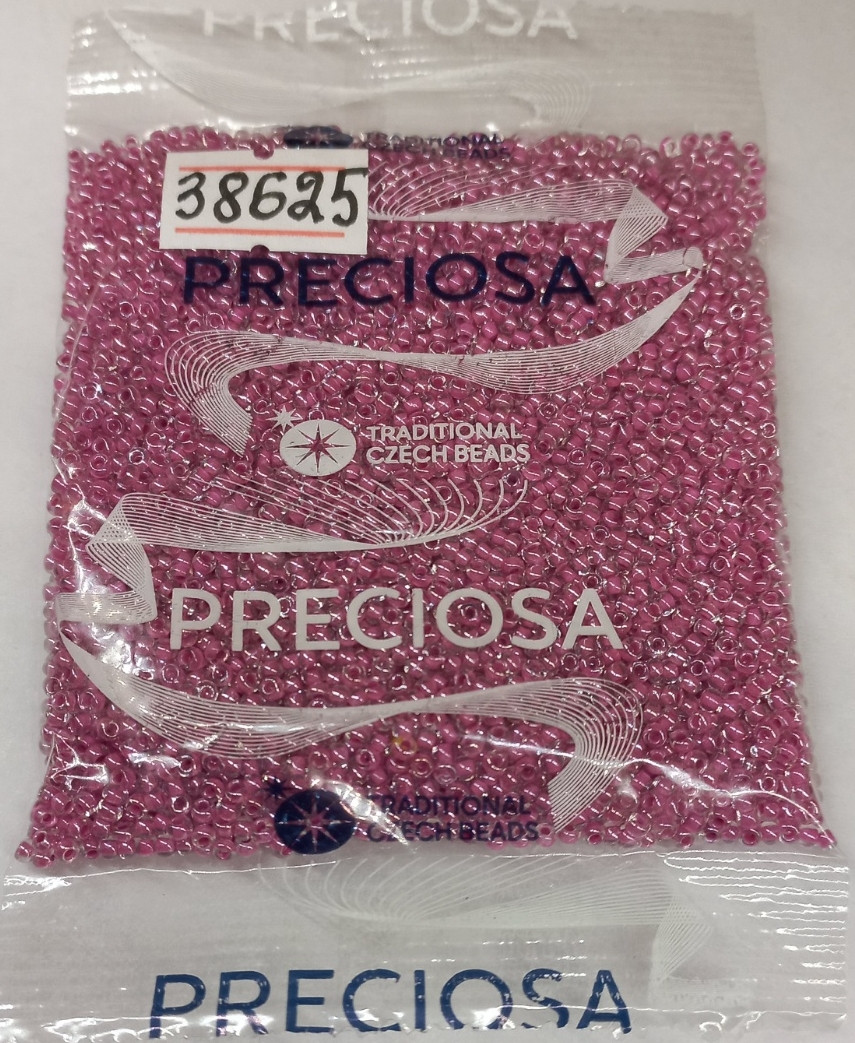 PRECIOSA
TRADITIONAL
CZECH BEADS
38625
PRECIOSA
TRADITIONAL
CZECH BEADS
PRECIOSA
TRADITIONAL
CZECH BEADS
PRECIOSA